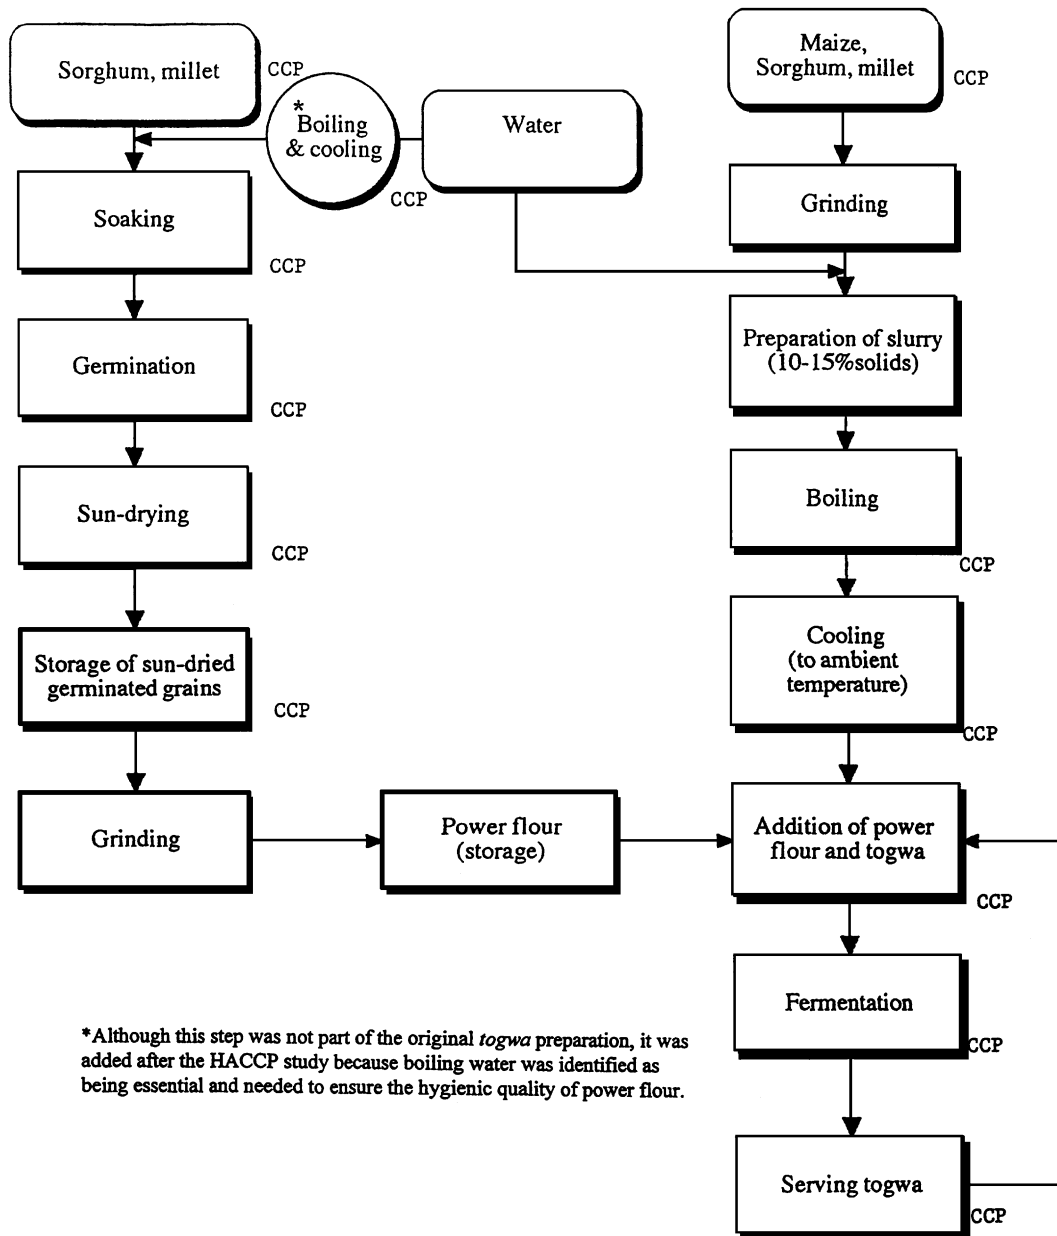 Sorghum, millet
CCP
*
Boiling
& cooling
CCP
Water
Maize,
Sorghum, millet
CCP
Soaking
CCP
Grinding
Germination
CCP
Preparation of slurry
(10-15%solids)
Sun-drying
CCP
Boiling
CCP
Storage of sun-dried
germinated grains
CCP
Cooling
(to ambient
temperature)
CCP
Grinding
Power flour
(storage)
Addition of power
flour and togwa
CCP
Fermentation
CCP
*Although this step was not part of the original togwa preparation, it was
added after the HACCP study because boiling water was identified as
being essential and needed to ensure the hygienic quality of power flour.
Serving togwa
CCP